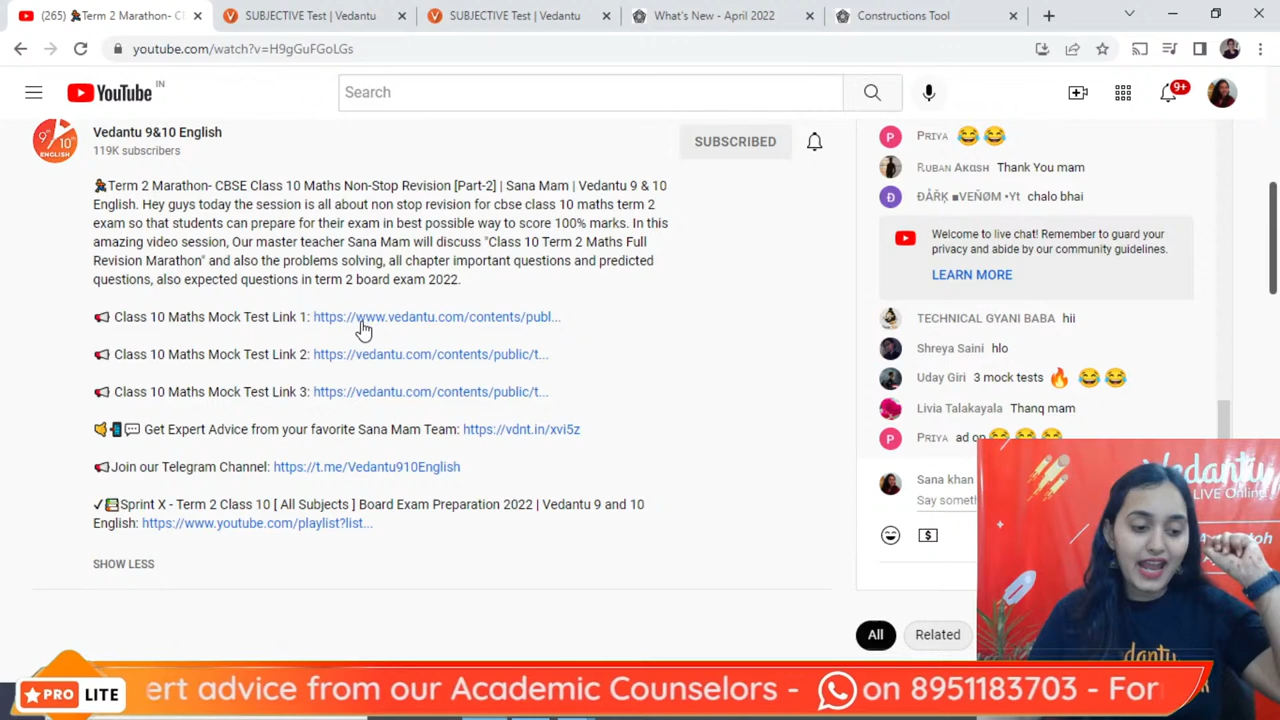 (265) Term 2 Marathon- CB
SUBJECTIVE Test | Vedantu
SUBJECTIVE Test | Vedantu
What's New - April 2022
Constructions Tool
youtube.com/watch?v=H9gGuFGoLGs
YouTube IN
Search
9+
9th 10th ENGLISH
Vedantu 9&10 English
119K subscribers
SUBSCRIBED
Term 2 Marathon- CBSE Class 10 Maths Non-Stop Revision [Part-2] | Sana Mam | Vedantu 9 & 10
English. Hey guys today the session is all about non stop revision for cbse class 10 maths term 2
exam so that students can prepare for their exam in best possible way to score 100% marks. In this
amazing video session, Our master teacher Sana Mam will discuss "Class 10 Term 2 Maths Full
Revision Marathon" and also the problems solving, all chapter important questions and predicted
questions, also expected questions in term 2 board exam 2022.
Class 10 Maths Mock Test Link 1: https://www.vedantu.com/contents/publ...
Class 10 Maths Mock Test Link 2: https://vedantu.com/contents/public/t...
Class 10 Maths Mock Test Link 3: https://vedantu.com/contents/public/t...
Get Expert Advice from your favorite Sana Mam Team: https://vdnt.in/xvi5z
Join our Telegram Channel: https://t.me/Vedantu910English
✓Sprint X - Term 2 Class 10 [ All Subjects ] Board Exam Preparation 2022 | Vedantu 9 and 10
English: https://www.youtube.com/playlist?list...
SHOW LESS
P Priya 😂😂
Ruban Akash Thank You mam
Đ ĐÅŘĶ ■VEŇØM •Yt chalo bhai
Welcome to live chat! Remember to guard your
privacy and abide by our community guidelines.
LEARN MORE
TECHNICAL GYANI BABA hii
Shreya Saini hlo
Uday Giri 3 mock tests 🔥😂😂
Livia Talakayala Thanq mam
P Priya ad op 😂😂😂
Sana khan
Say someth
All
Related
Vedantu
LIVE Online
PRO LITE
ert advice from our Academic Counselors - on 8951183703 - For